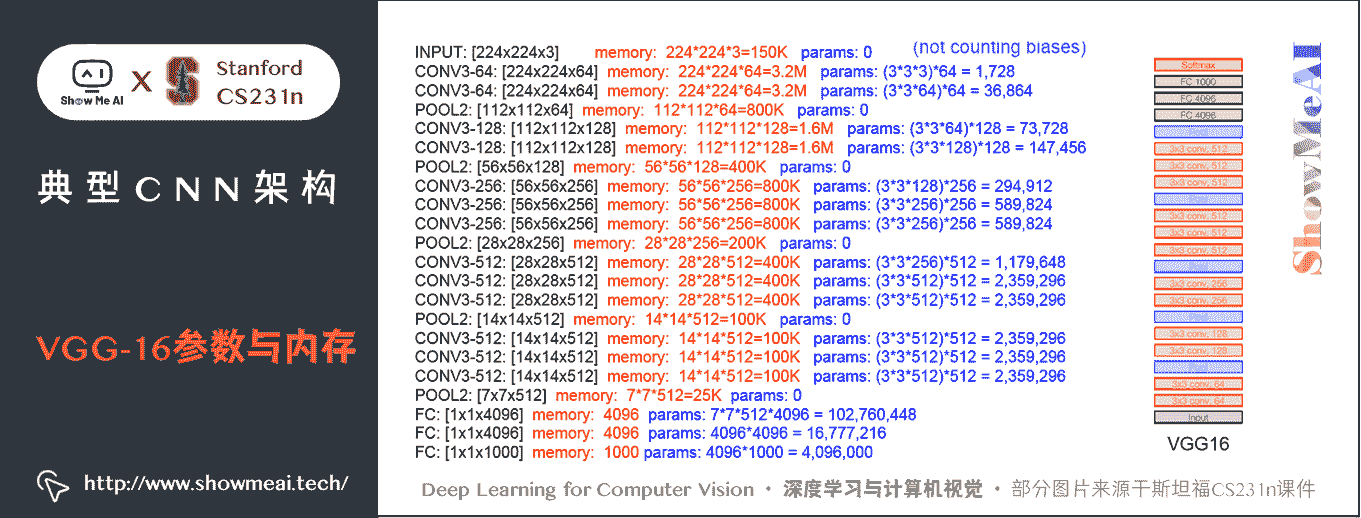 Show Me AI
X
Stanford
CS231n
典型CNN架构
VGG-16参数与内存
http://www.showmeai.tech/
INPUT: [224x224x3] memory: 224*224*3=150K params: 0 (not counting biases)
CONV3-64: [224x224x64] memory: 224*224*64=3.2M params: (3*3*3)*64 = 1,728
CONV3-64: [224x224x64] memory: 224*224*64=3.2M params: (3*3*64)*64 = 36,864
POOL2: [112x112x64] memory: 112*112*64=800K params: 0
CONV3-128: [112x112x128] memory: 112*112*128=1.6M params: (3*3*64)*128 = 73,728
CONV3-128: [112x112x128] memory: 112*112*128=1.6M params: (3*3*128)*128 = 147,456
POOL2: [56x56x128] memory: 56*56*128=400K params: 0
CONV3-256: [56x56x256] memory: 56*56*256=800K params: (3*3*128)*256 = 294,912
CONV3-256: [56x56x256] memory: 56*56*256=800K params: (3*3*256)*256 = 589,824
CONV3-256: [56x56x256] memory: 56*56*256=800K params: (3*3*256)*256 = 589,824
POOL2: [28x28x256] memory: 28*28*256=200K params: 0
CONV3-512: [28x28x512] memory: 28*28*512=400K params: (3*3*256)*512 = 1,179,648
CONV3-512: [28x28x512] memory: 28*28*512=400K params: (3*3*512)*512 = 2,359,296
CONV3-512: [28x28x512] memory: 28*28*512=400K params: (3*3*512)*512 = 2,359,296
POOL2: [14x14x512] memory: 14*14*512=100K params: 0
CONV3-512: [14x14x512] memory: 14*14*512=100K params: (3*3*512)*512 = 2,359,296
CONV3-512: [14x14x512] memory: 14*14*512=100K params: (3*3*512)*512 = 2,359,296
CONV3-512: [14x14x512] memory: 14*14*512=100K params: (3*3*512)*512 = 2,359,296
POOL2: [7x7x512] memory: 7*7*512=25K params: 0
FC: [1x1x4096] memory: 4096 params: 7*7*512*4096 = 102,760,448
FC: [1x1x4096] memory: 4096 params: 4096*4096 = 16,777,216
FC: [1x1x1000] memory: 1000 params: 4096*1000 = 4,096,000
Softmax
FC 1000
FC 4096
FC 4096
3x3 conv, 512
3x3 conv, 512
3x3 conv, 512
3x3 conv, 512
3x3 conv, 512
3x3 conv, 512
3x3 conv, 256
3x3 conv, 256
3x3 conv, 128
3x3 conv, 128
3x3 conv, 64
3x3 conv, 64
Input
VGG16
ShowMeAI
Deep Learning for Computer Vision · 深度学习与计算机视觉 · 部分图片来源于斯坦福CS231n课件